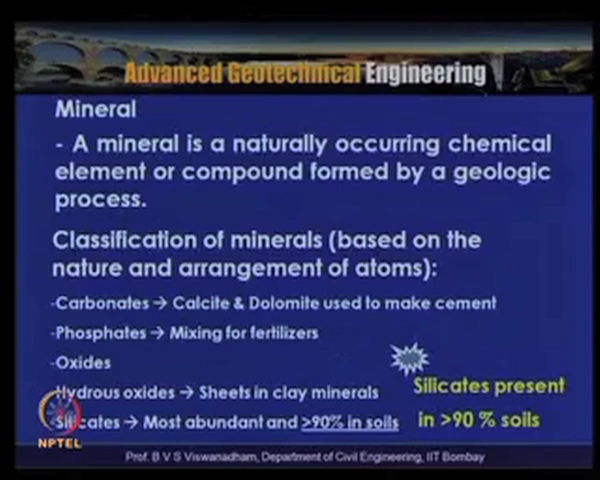 Advanced Geotechnical Engineering
Mineral
- A mineral is a naturally occurring chemical
element or compound formed by a geologic
process.
Classification of minerals (based on the
nature and arrangement of atoms):
-Carbonates → Calcite & Dolomite used to make cement
-Phosphates → Mixing for fertilizers
-Oxides
-Hydrous oxides → Sheets in clay minerals
-Silicates → Most abundant and >90% in soils
Silicates present
in >90 % soils
NPTEL
Prof. B V S Viswanadham, Department of Civil Engineering, IIT Bombay